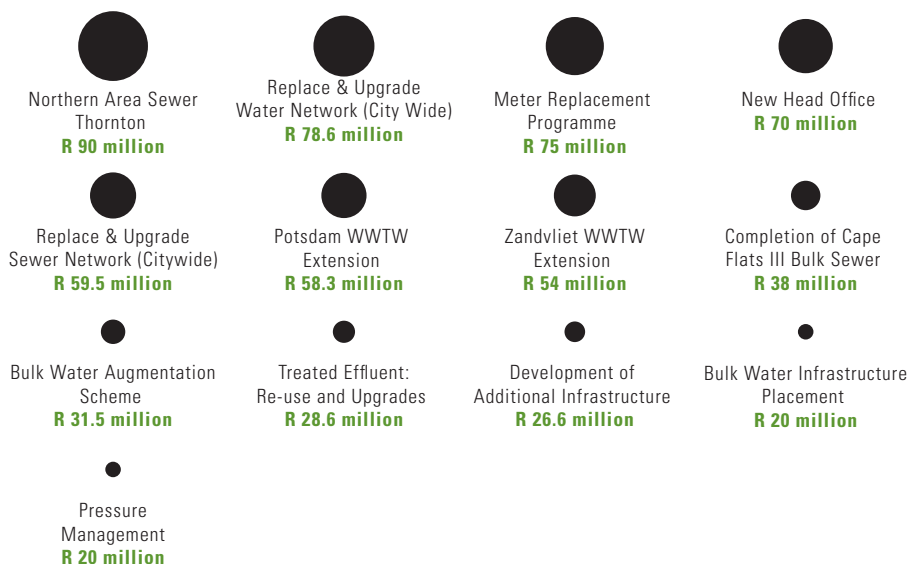 Northern Area Sewer
Thornton
R 90 million
Replace & Upgrade
Water Network (City Wide)
R 78.6 million
Meter Replacement
Programme
R 75 million
New Head Office
R 70 million
Replace & Upgrade
Sewer Network (Citywide)
R 59.5 million
Potsdam WWTW
Extension
R 58.3 million
Zandvliet WWTW
Extension
R 54 million
Completion of Cape
Flats III Bulk Sewer
R 38 million
Bulk Water Augmentation
Scheme
R 31.5 million
Treated Effluent:
Re-use and Upgrades
R 28.6 million
Development of
Additional Infrastructure
R 26.6 million
Bulk Water Infrastructure
Placement
R 20 million
Pressure
Management
R 20 million